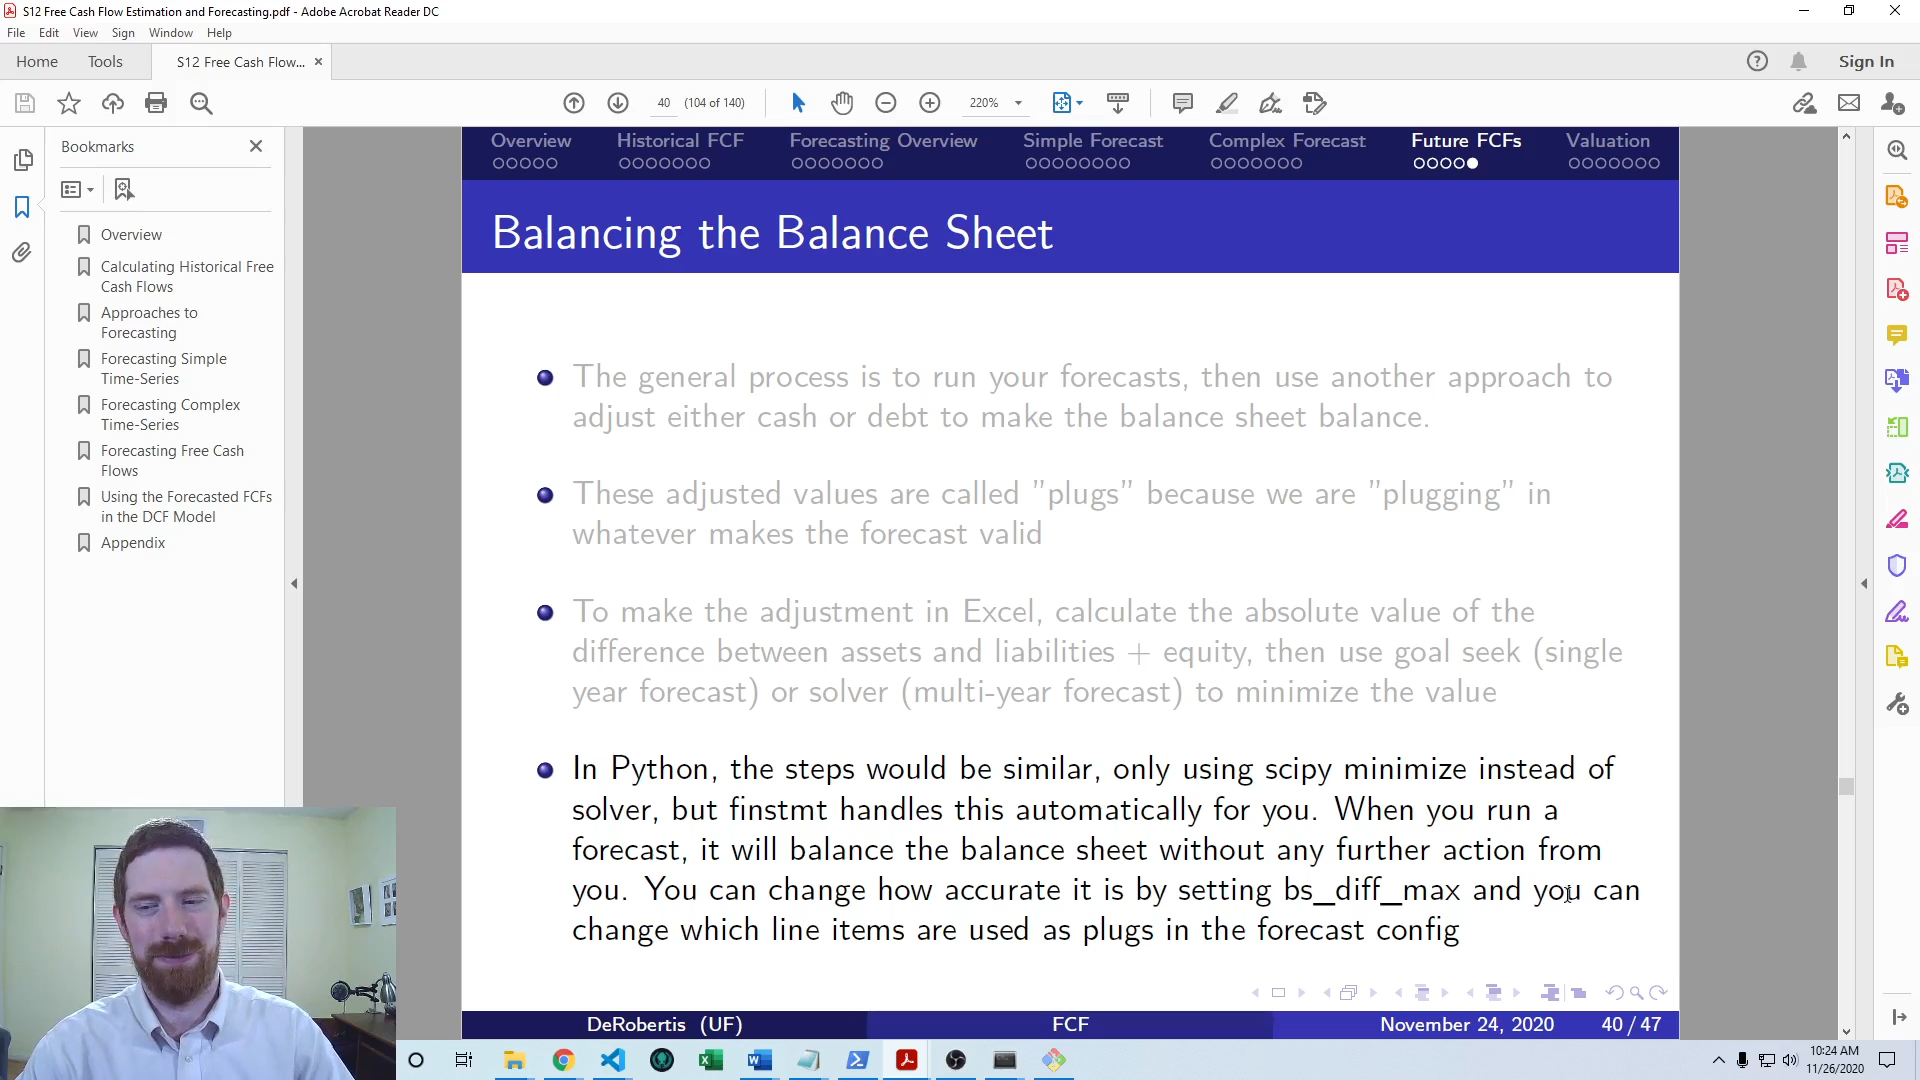 S12 Free Cash Flow Estimation and Forecasting.pdf - Adobe Acrobat Reader DC
File Edit View Sign Window Help
Home Tools S12 Free Cash Flow... Sign In
40 (104 of 140) 220%
Bookmarks
Overview
Calculating Historical Free
Cash Flows
Approaches to
Forecasting
Forecasting Simple
Time-Series
Forecasting Complex
Time-Series
Forecasting Free Cash
Flows
Using the Forecasted FCFs
in the DCF Model
Appendix
Overview Historical FCF Forecasting Overview Simple Forecast Complex Forecast Future FCFs Valuation
Balancing the Balance Sheet
The general process is to run your forecasts, then use another approach to
adjust either cash or debt to make the balance sheet balance.
These adjusted values are called "plugs" because we are "plugging" in
whatever makes the forecast valid
To make the adjustment in Excel, calculate the absolute value of the
difference between assets and liabilities + equity, then use goal seek (single
year forecast) or solver (multi-year forecast) to minimize the value
In Python, the steps would be similar, only using scipy minimize instead of
solver, but finstmt handles this automatically for you. When you run a
forecast, it will balance the balance sheet without any further action from
you. You can change how accurate it is by setting bs_diff_max and you can
change which line items are used as plugs in the forecast config
DeRobertis (UF) FCF November 24, 2020 40 / 47
10:24 AM
11/26/2020